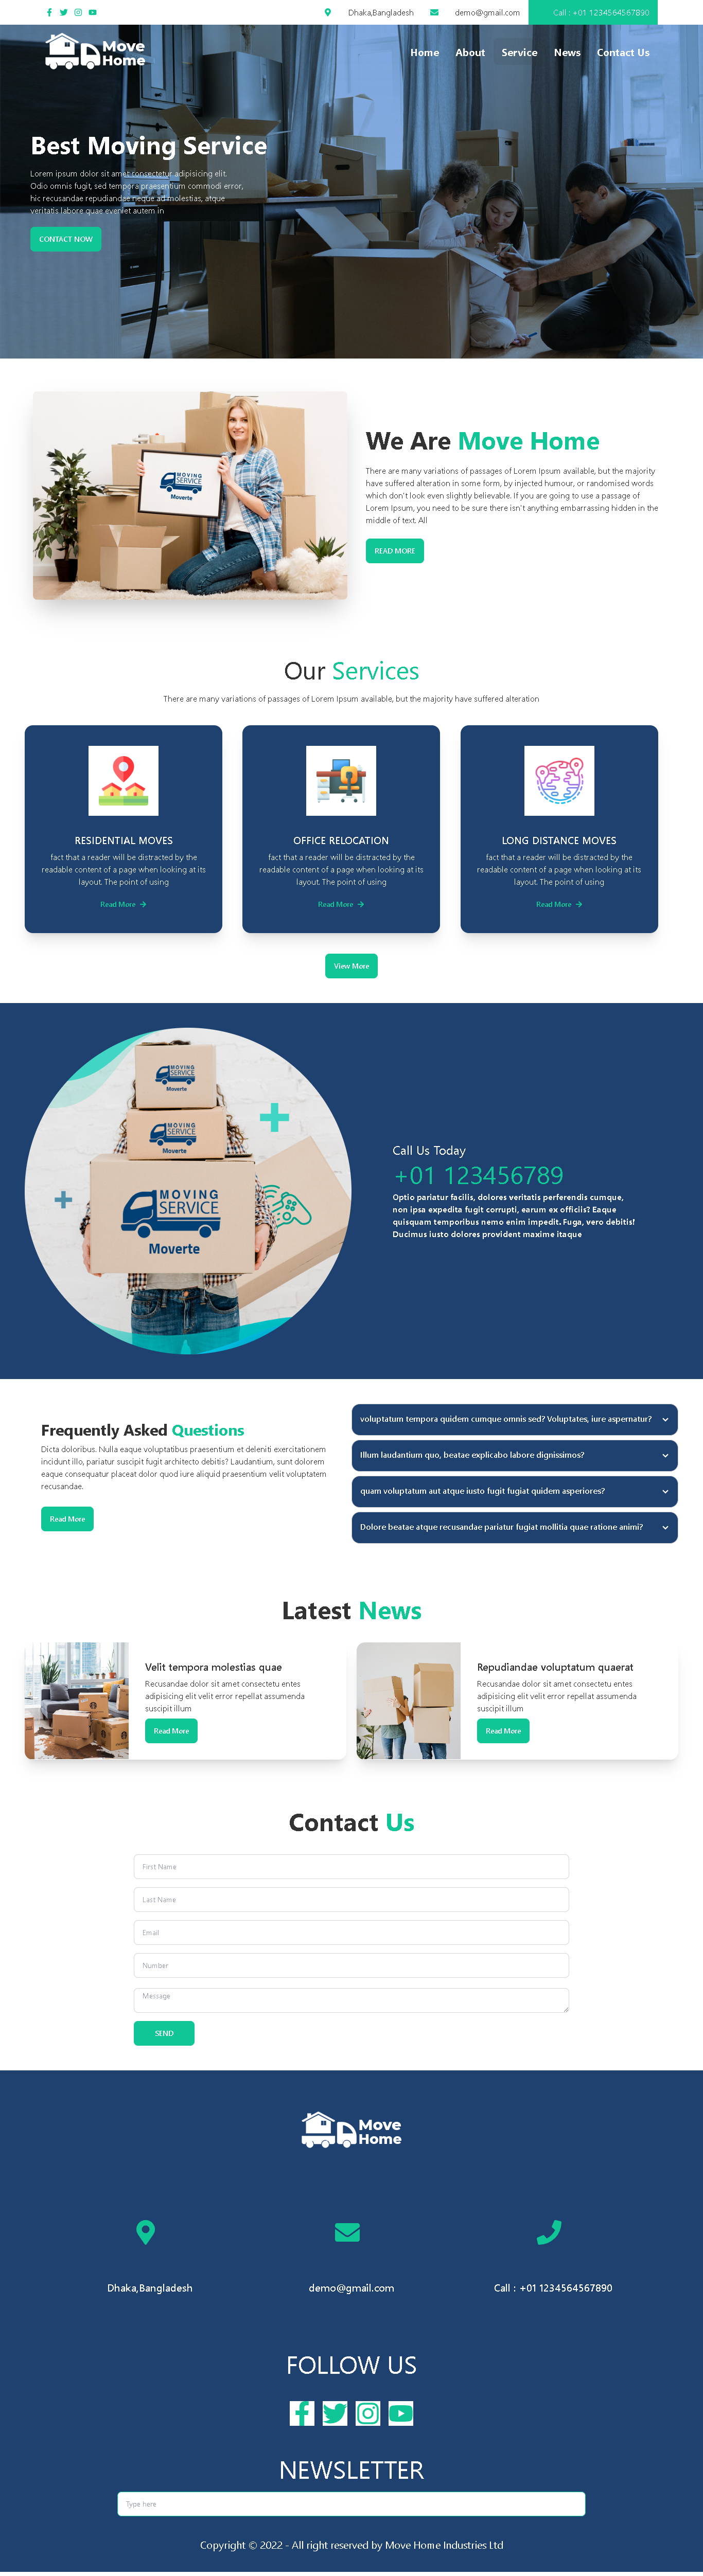 Dhaka,Bangladesh
demo@gmail.com
Call : +01 1234564567890
Move
Home
Home
About
Service
News
Contact Us
Best Moving Service
Lorem ipsum dolor sit amet consectetur adipisicing elit.
Odio omnis fugit, sed tempora praesentium commodi error,
hic recusandae repudiandae neque ad molestias, atque
veritatis labore quae eveniet autem in
CONTACT NOW
MOVING
SERVICE
Moverte
We Are Move Home
There are many variations of passages of Lorem Ipsum available, but the majority
have suffered alteration in some form, by injected humour, or randomised words
which don't look even slightly believable. If you are going to use a passage of
Lorem Ipsum, you need to be sure there isn't anything embarrassing hidden in the
middle of text. All
READ MORE
Our Services
There are many variations of passages of Lorem Ipsum available, but the majority have suffered alteration
RESIDENTIAL MOVES
fact that a reader will be distracted by the
readable content of a page when looking at its
layout. The point of using
Read More
OFFICE RELOCATION
fact that a reader will be distracted by the
readable content of a page when looking at its
layout. The point of using
Read More
LONG DISTANCE MOVES
fact that a reader will be distracted by the
readable content of a page when looking at its
layout. The point of using
Read More
View More
MOVING
SERVICE
Moverte
MOVING
SERVICE
Moverte
MOVING
SERVICE
Moverte
Call Us Today
+01 123456789
Optio pariatur facilis, dolores veritatis perferendis cumque,
non ipsa expedita fugit corrupti, earum ex officiis? Eaque
quisquam temporibus nemo enim impedit. Fuga, vero debitis!
Ducimus iusto dolores provident maxime itaque
Frequently Asked Questions
Dicta doloribus. Nulla eaque voluptatibus praesentium et deleniti exercitationem
incidunt illo, pariatur suscipit fugit architecto debitis? Laudantium, sunt dolorem
eaque consequatur placeat dolor quod iure aliquid praesentium velit voluptatem
recusandae.
Read More
voluptatum tempora quidem cumque omnis sed? Voluptates, iure aspernatur?
Illum laudantium quo, beatae explicabo labore dignissimos?
quam voluptatum aut atque iusto fugit fugiat quidem asperiores?
Dolore beatae atque recusandae pariatur fugiat mollitia quae ratione animi?
Latest News
Velit tempora molestias quae
Recusandae dolor sit amet consectetu entes
adipisicing elit velit error repellat assumenda
suscipit illum
Read More
Repudiandae voluptatum quaerat
Recusandae dolor sit amet consectetu entes
adipisicing elit velit error repellat assumenda
suscipit illum
Read More
Contact Us
First Name
Last Name
Email
Number
Message
SEND
Move
Home
Dhaka,Bangladesh
demo@gmail.com
Call : +01 1234564567890
FOLLOW US
NEWSLETTER
Type here
Copyright © 2022 - All right reserved by Move Home Industries Ltd